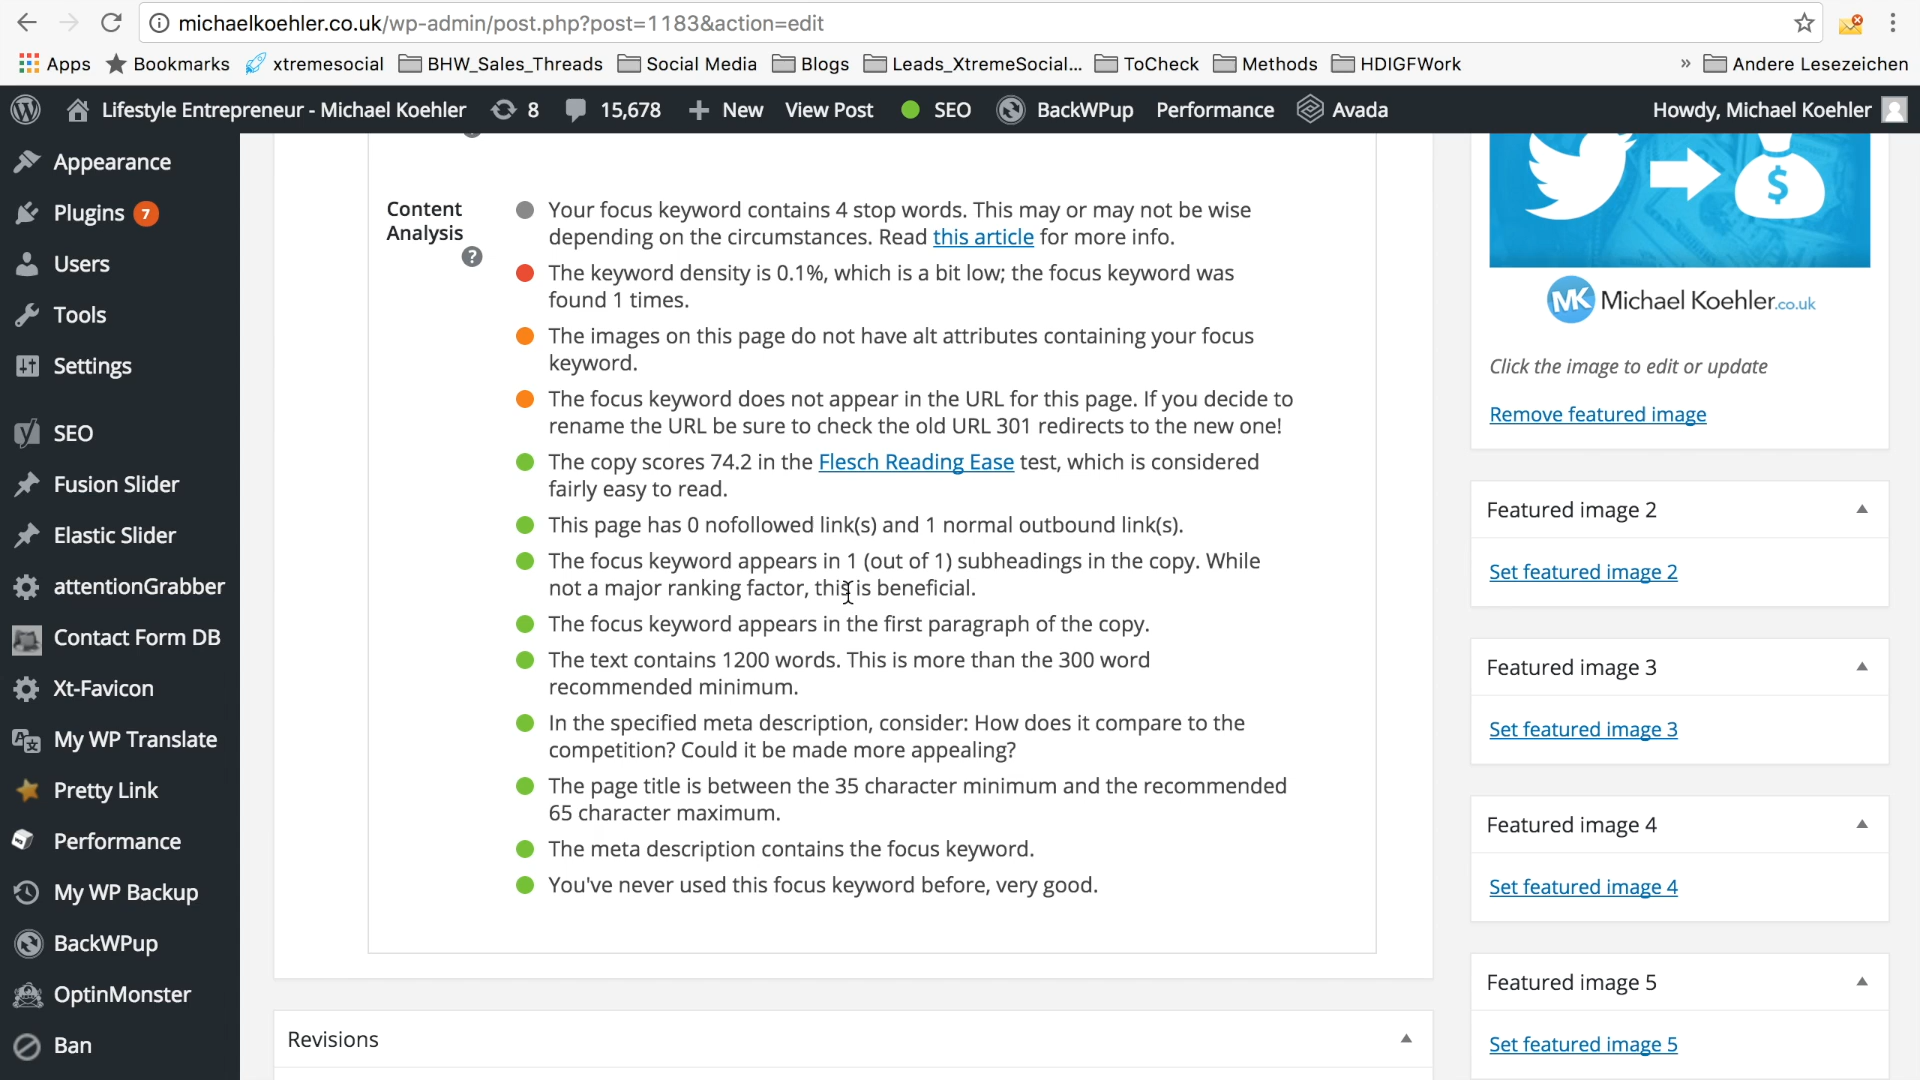 michaelkoehler.co.uk/wp-admin/post.php?post=1183&action=edit
Apps Bookmarks xtremesocial BHW_Sales_Threads Social Media Blogs Leads_XtremeSocial... ToCheck Methods HDIGFWork » Andere Lesezeichen
Lifestyle Entrepreneur - Michael Koehler 8 15,678 New View Post SEO BackWPup Performance Avada Howdy, Michael Koehler
Appearance
Plugins 7
Users
Tools
Settings
SEO
Fusion Slider
Elastic Slider
attentionGrabber
Contact Form DB
Xt-Favicon
My WP Translate
Pretty Link
Performance
My WP Backup
BackWPup
OptinMonster
Ban
Content
Analysis
?
Your focus keyword contains 4 stop words. This may or may not be wise
depending on the circumstances. Read this article for more info.
The keyword density is 0.1%, which is a bit low; the focus keyword was
found 1 times.
The images on this page do not have alt attributes containing your focus
keyword.
The focus keyword does not appear in the URL for this page. If you decide to
rename the URL be sure to check the old URL 301 redirects to the new one!
The copy scores 74.2 in the Flesch Reading Ease test, which is considered
fairly easy to read.
This page has 0 nofollowed link(s) and 1 normal outbound link(s).
The focus keyword appears in 1 (out of 1) subheadings in the copy. While
not a major ranking factor, this is beneficial.
The focus keyword appears in the first paragraph of the copy.
The text contains 1200 words. This is more than the 300 word
recommended minimum.
In the specified meta description, consider: How does it compare to the
competition? Could it be made more appealing?
The page title is between the 35 character minimum and the recommended
65 character maximum.
The meta description contains the focus keyword.
You've never used this focus keyword before, very good.
Revisions
$
MK Michael Koehler.co.uk
Click the image to edit or update
Remove featured image
Featured image 2
Set featured image 2
Featured image 3
Set featured image 3
Featured image 4
Set featured image 4
Featured image 5
Set featured image 5